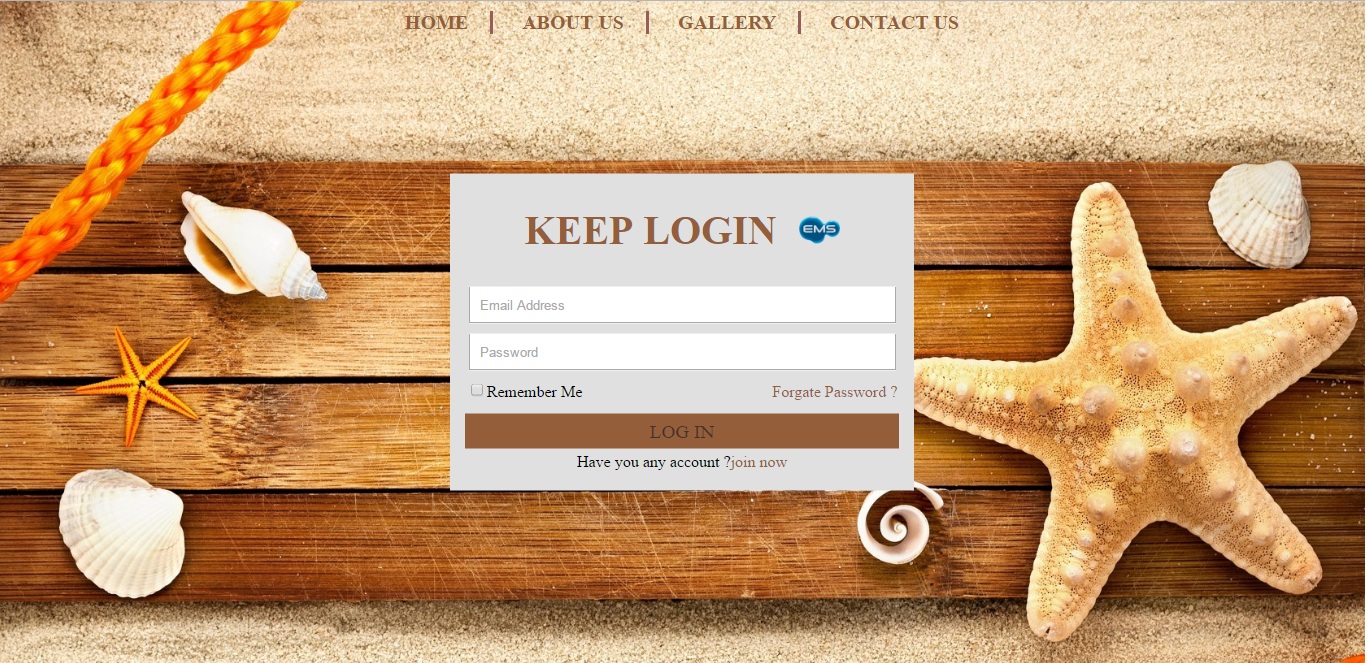 HOME | ABOUT US | GALLERY | CONTACT US
KEEP LOGIN EMS
Email Address
Password
Remember Me Forgate Password ?
LOG IN
Have you any account ?join now